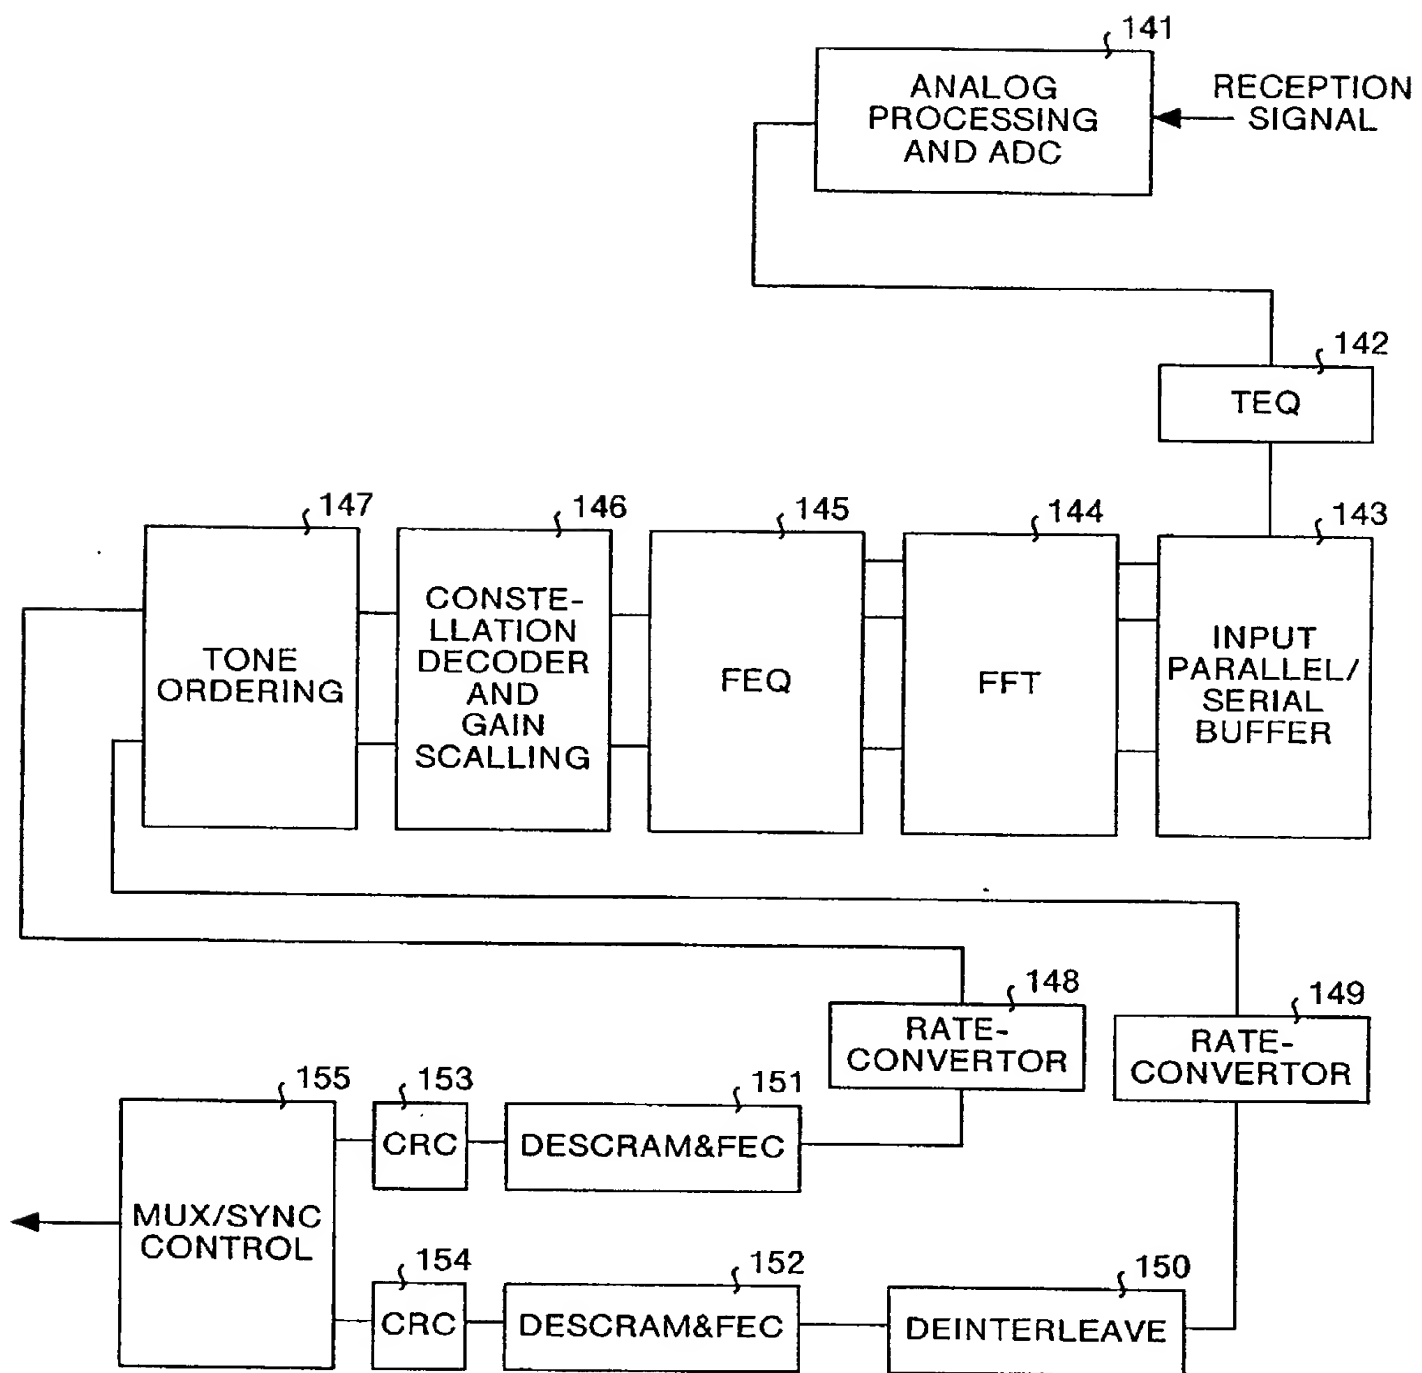 141
ANALOG
PROCESSING
AND ADC
RECEPTION
SIGNAL
142
TEQ
147
146
145
144
143
TONE
ORDERING
CONSTE-
LLATION
DECODER
AND
GAIN
SCALLING
FEQ
FFT
INPUT
PARALLEL/
SERIAL
BUFFER
148
RATE-
CONVERTOR
149
RATE-
CONVERTOR
155
153
151
MUX/SYNC
CONTROL
CRC
DESCRAM&FEC
154
152
150
CRC
DESCRAM&FEC
DEINTERLEAVE